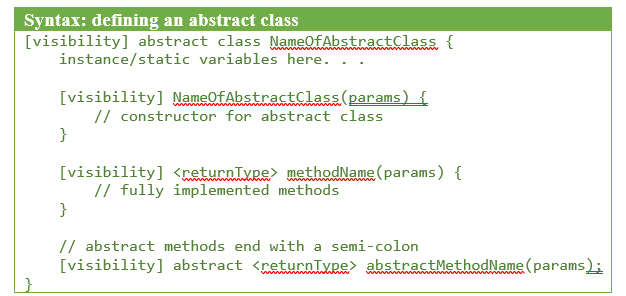 Syntax: defining an abstract class
[visibility] abstract class NameOfAbstractClass {
instance/static variables here. . .
[visibility] NameOfAbstractClass(params) {
// constructor for abstract class
}
[visibility] <returnType> methodName(params) {
// fully implemented methods
}
// abstract methods end with a semi-colon
[visibility] abstract <returnType> abstractMethodName(params);
}